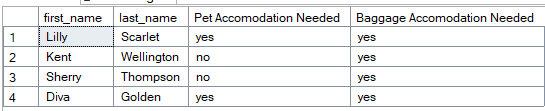 first_name last_name Pet Accomodation Needed Baggage Accomodation Needed
1 Lilly Scarlet yes yes
2 Kent Wellington no yes
3 Sherry Thompson no yes
4 Diva Golden yes yes